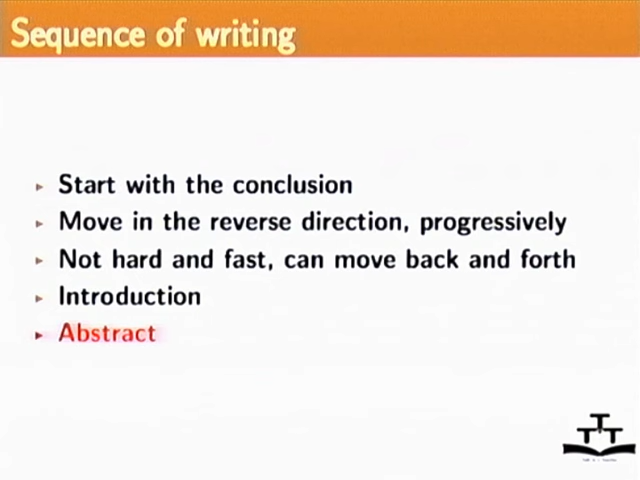 Sequence of writing
Start with the conclusion
Move in the reverse direction, progressively
Not hard and fast, can move back and forth
Introduction
Abstract
TTT